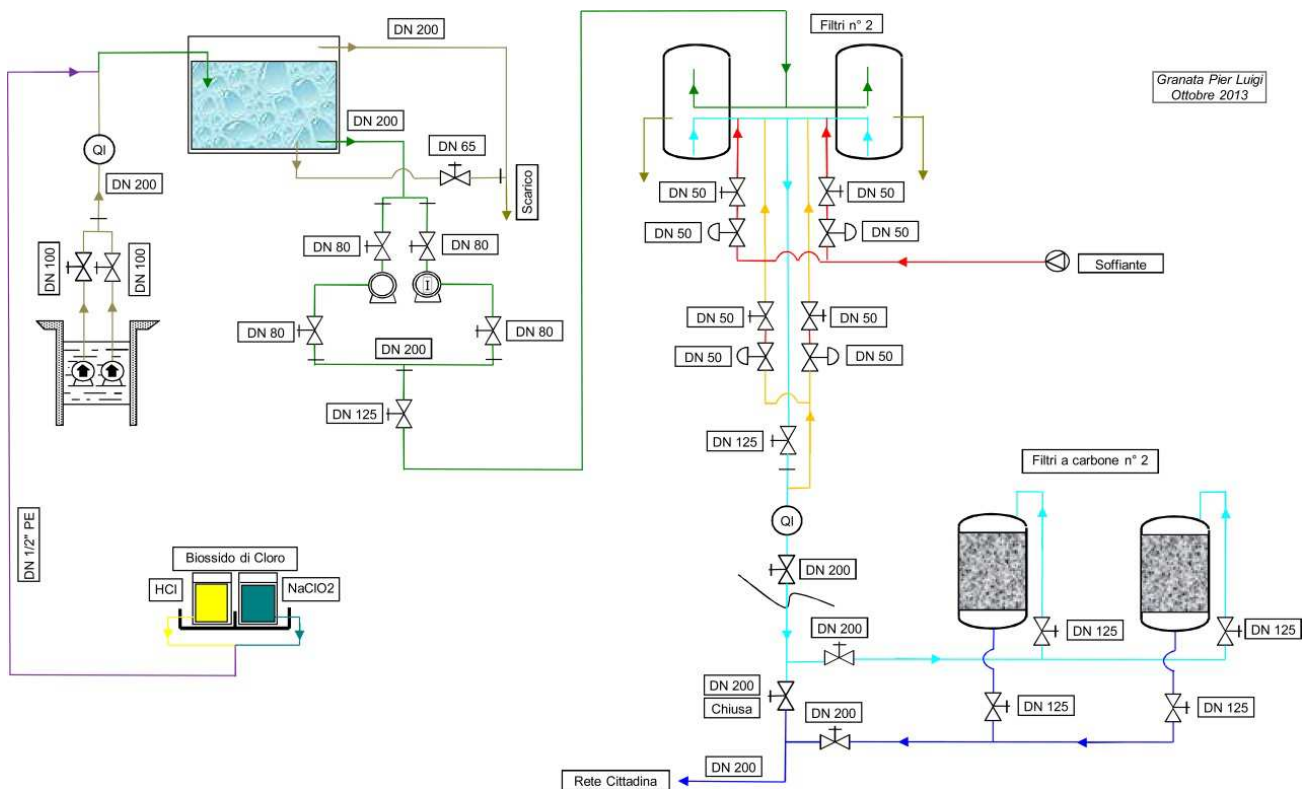 DN 200
Filtri n° 2
Granata Pier Luigi
Ottobre 2013
DN 200
QI
DN 65
DN 200
Scarico
DN 50
DN 50
DN 80
DN 80
DN 50
DN 50
DN 100
DN 100
Soffiante
I
DN 80
DN 80
DN 50
DN 50
DN 200
DN 50
DN 50
DN 125
DN 125
Filtri a carbone n° 2
QI
DN 1/2" PE
Biossido di Cloro
HCl
NaClO2
DN 200
DN 200
DN 125
DN 125
DN 200
Chiusa
DN 200
DN 125
DN 125
DN 200
Rete Cittadina